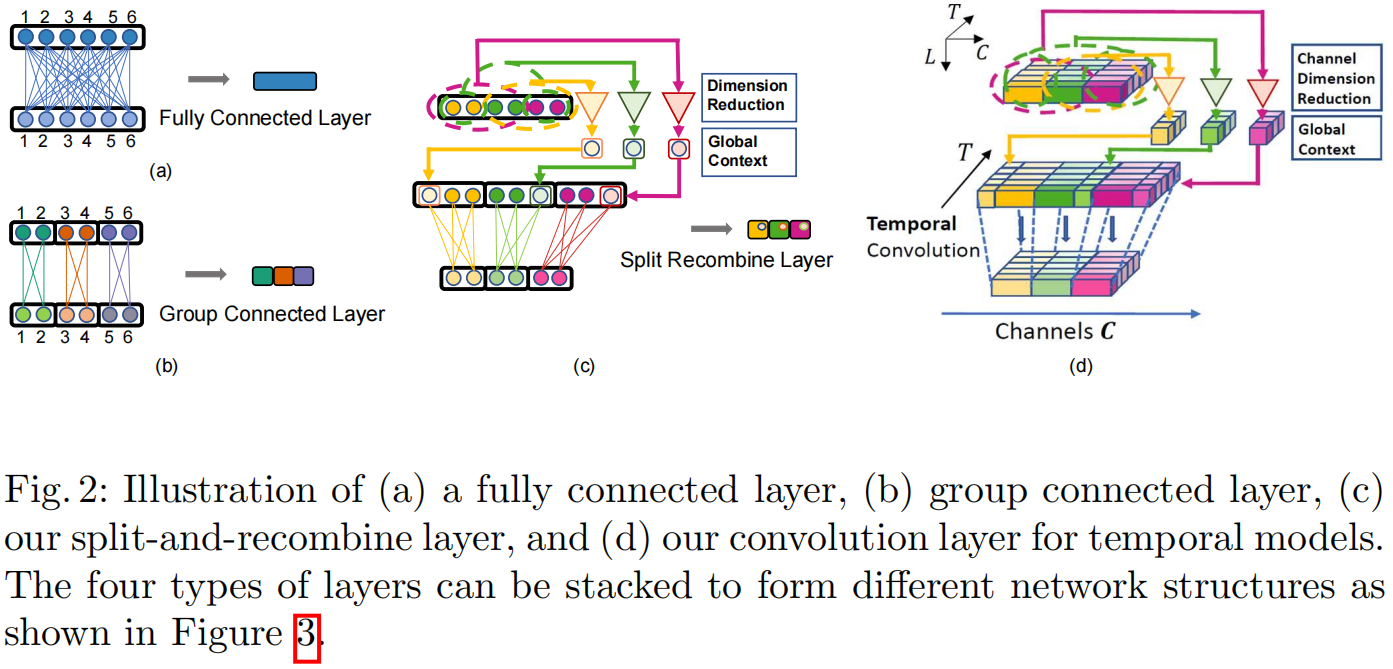 1 2 3 4 5 6
1 2 3 4 5 6
Fully Connected Layer
(a)
1 2 3 4 5 6
1 2 3 4 5 6
Group Connected Layer
(b)
Dimension
Reduction
Global
Context
Split Recombine Layer
(c)
T
L
C
Channel
Dimension
Reduction
Global
Context
T
Temporal
Convolution
Channels C
(d)
Fig. 2: Illustration of (a) a fully connected layer, (b) group connected layer, (c)
our split-and-recombine layer, and (d) our convolution layer for temporal models.
The four types of layers can be stacked to form different network structures as
shown in Figure 3.